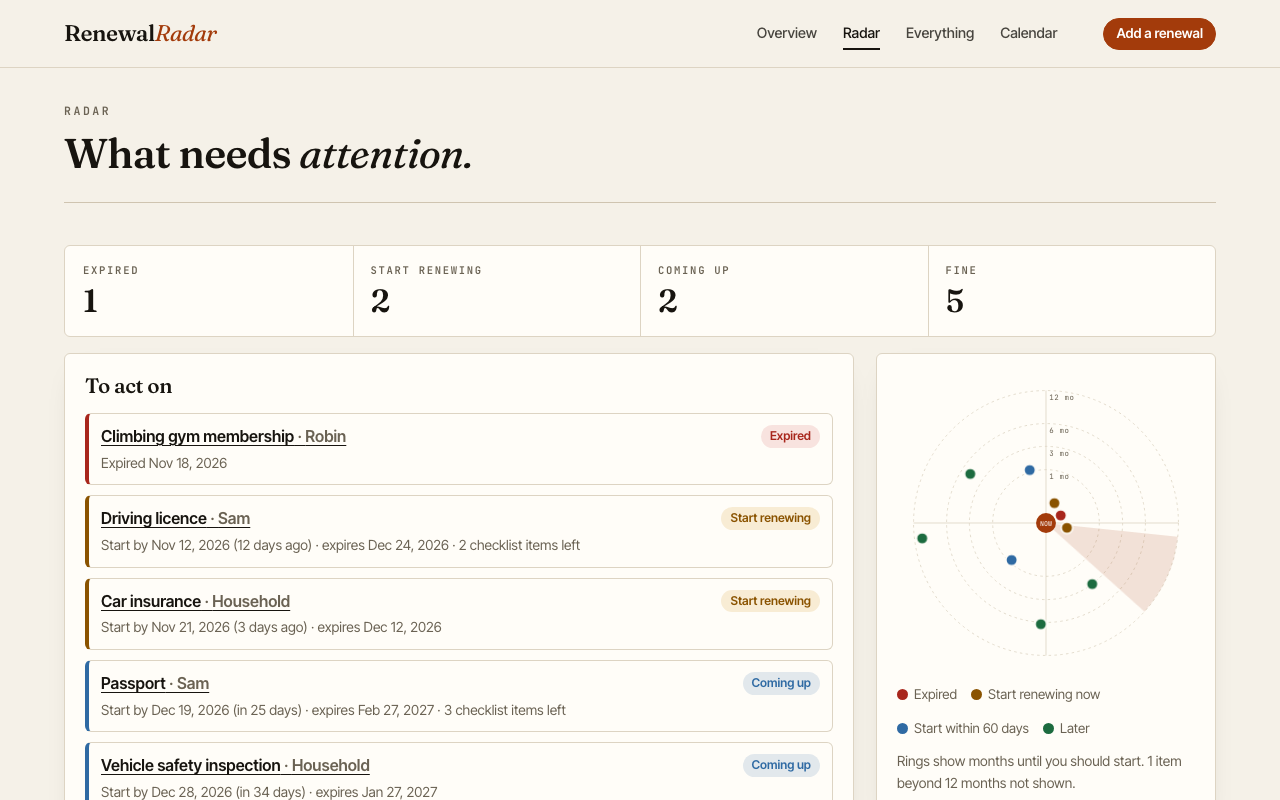 RenewalRadar
Overview Radar Everything Calendar Add a renewal
RADAR
What needs attention.
EXPIRED START RENEWING COMING UP FINE
1 2 2 5
To act on
Climbing gym membership · Robin Expired
Expired Nov 18, 2026
Driving licence · Sam Start renewing
Start by Nov 12, 2026 (12 days ago) · expires Dec 24, 2026 · 2 checklist items left
Car insurance · Household Start renewing
Start by Nov 21, 2026 (3 days ago) · expires Dec 12, 2026
Passport · Sam Coming up
Start by Dec 19, 2026 (in 25 days) · expires Feb 27, 2027 · 3 checklist items left
Vehicle safety inspection · Household Coming up
Start by Dec 28, 2026 (in 34 days) · expires Jan 27, 2027
12 mo
6 mo
3 mo
1 mo
NOW
Expired Start renewing now
Start within 60 days Later
Rings show months until you should start. 1 item
beyond 12 months not shown.